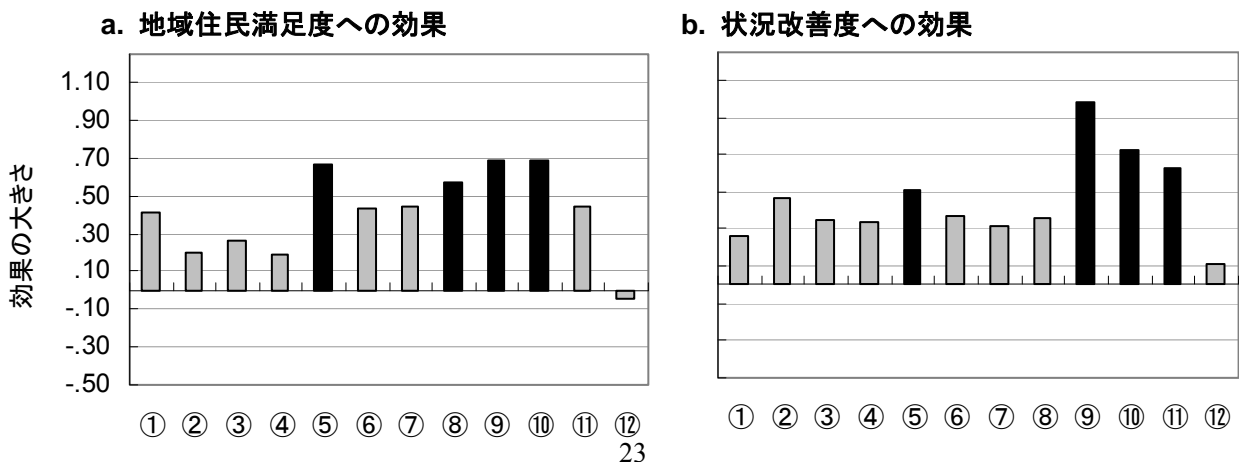 a. 地域住民満足度への効果
効果の大きさ
1.10
.90
.70
.50
.30
.10
-.10
-.30
-.50
① ② ③ ④ ⑤ ⑥ ⑦ ⑧ ⑨ ⑩ ⑪ ⑫
b. 状況改善度への効果
① ② ③ ④ ⑤ ⑥ ⑦ ⑧ ⑨ ⑩ ⑪ ⑫
23